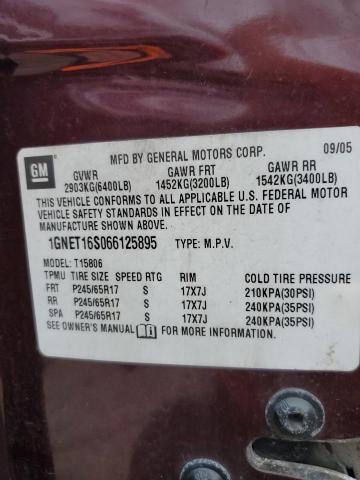 MFD BY GENERAL MOTORS CORP. 09/05
GM GVWR GAWR FRT GAWR RR
2903KG(6400LB) 1452KG(3200LB) 1542KG(3400LB)
THIS VEHICLE CONFORMS TO ALL APPLICABLE U.S. FEDERAL MOTOR
VEHICLE SAFETY STANDARDS IN EFFECT ON THE DATE OF
MANUFACTURE SHOWN ABOVE.
1GNET16S066125895 TYPE: M.P.V.
MODEL: T15806
TPMU TIRE SIZE SPEED RTG RIM COLD TIRE PRESSURE
FRT P245/65R17 S 17X7J 210KPA(30PSI)
RR P245/65R17 S 17X7J 240KPA(35PSI)
SPA P245/65R17 S 17X7J 240KPA(35PSI)
SEE OWNER'S MANUAL FOR MORE INFORMATION.